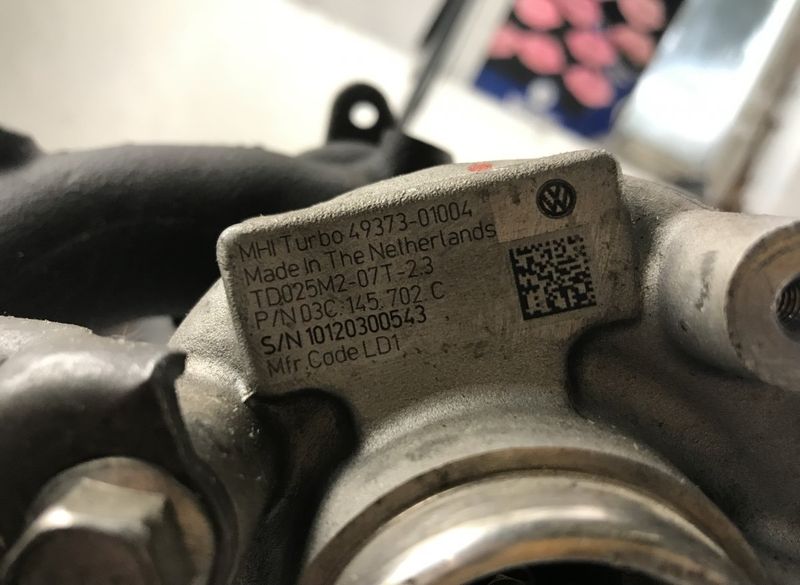 MHI Turbo 49373-01004
Made In The Netherlands
TD025M2-07T-2.3
P/N 03C 145 702 C
S/N 10120300543
Mfr Code LD1